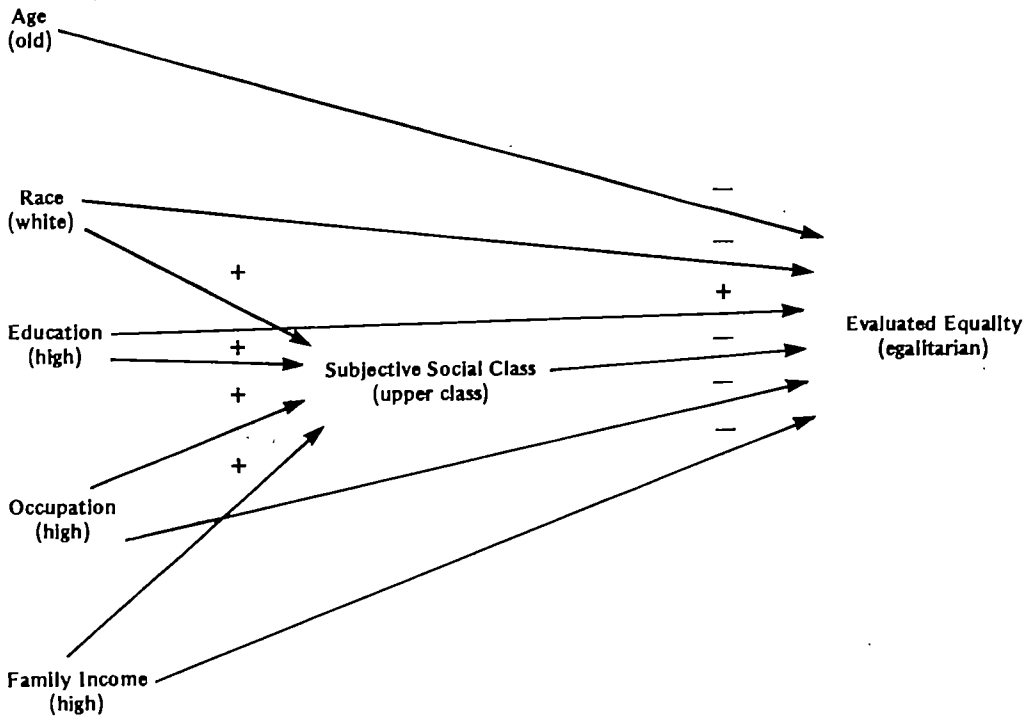 Age
(old)
Race
(white)
Education
(high)
Occupation
(high)
Family Income
(high)
+
+
+
+
Subjective Social Class
(upper class)
—
—
+
—
—
—
Evaluated Equality
(egalitarian)